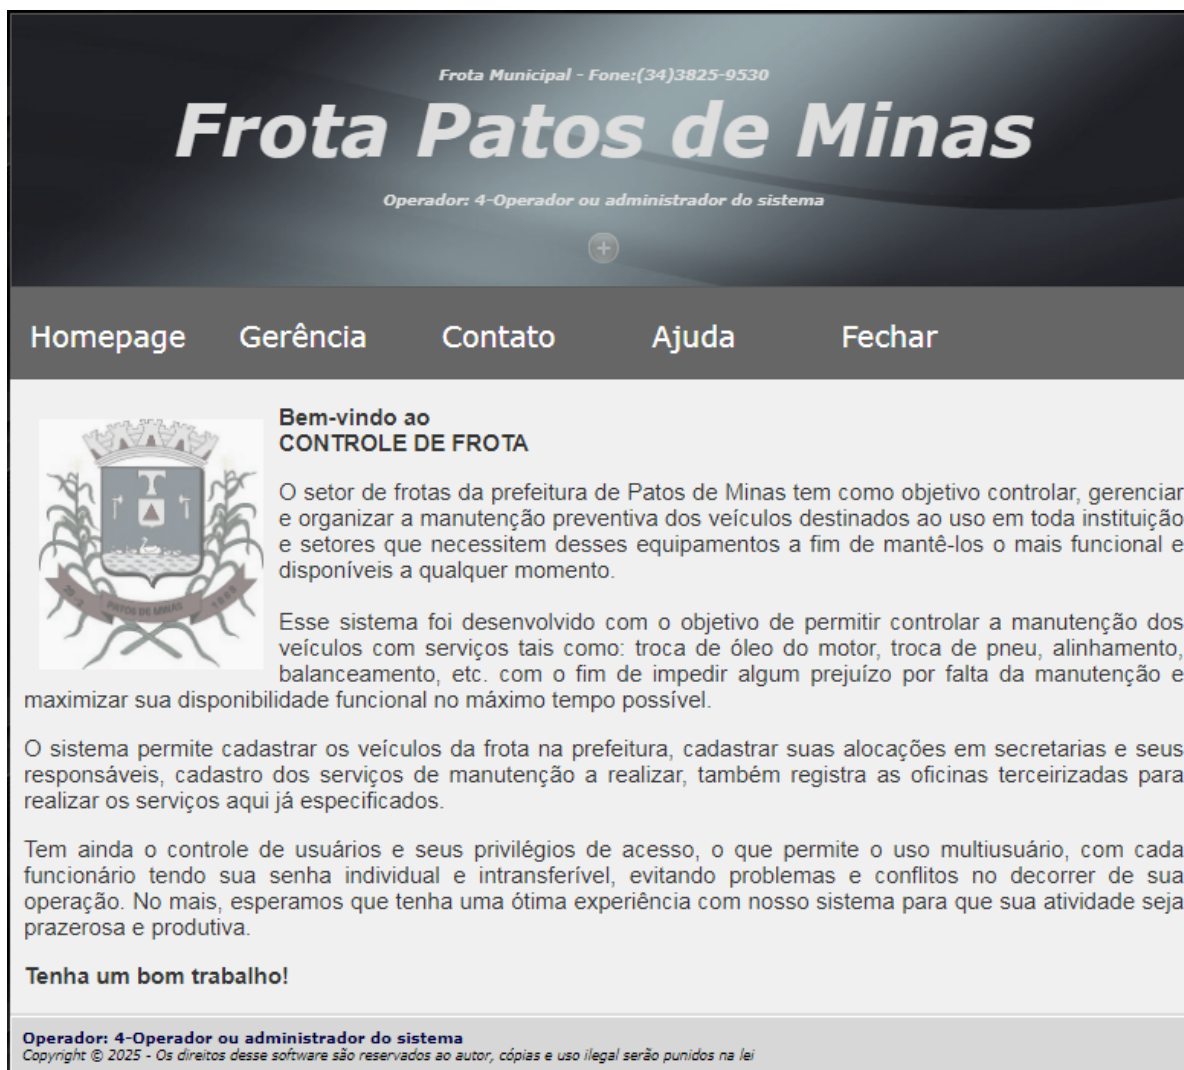 Frota Municipal - Fone:(34)3825-9530
Frota Patos de Minas
Operador: 4-Operador ou administrador do sistema
Homepage Gerência Contato Ajuda Fechar
Bem-vindo ao
CONTROLE DE FROTA
O setor de frotas da prefeitura de Patos de Minas tem como objetivo controlar, gerenciar
e organizar a manutenção preventiva dos veículos destinados ao uso em toda instituição
e setores que necessitem desses equipamentos a fim de mantê-los o mais funcional e
disponíveis a qualquer momento.
Esse sistema foi desenvolvido com o objetivo de permitir controlar a manutenção dos
veículos com serviços tais como: troca de óleo do motor, troca de pneu, alinhamento,
balanceamento, etc. com o fim de impedir algum prejuízo por falta da manutenção e
maximizar sua disponibilidade funcional no máximo tempo possível.
PATOS DE MINAS
O sistema permite cadastrar os veículos da frota na prefeitura, cadastrar suas alocações em secretarias e seus
responsáveis, cadastro dos serviços de manutenção a realizar, também registra as oficinas terceirizadas para
realizar os serviços aqui já especificados.
Tem ainda o controle de usuários e seus privilégios de acesso, o que permite o uso multiusuário, com cada
funcionário tendo sua senha individual e intransferível, evitando problemas e conflitos no decorrer de sua
operação. No mais, esperamos que tenha uma ótima experiência com nosso sistema para que sua atividade seja
prazerosa e produtiva.
Tenha um bom trabalho!
Operador: 4-Operador ou administrador do sistema
Copyright © 2025 - Os direitos desse software são reservados ao autor, cópias e uso ilegal serão punidos na lei